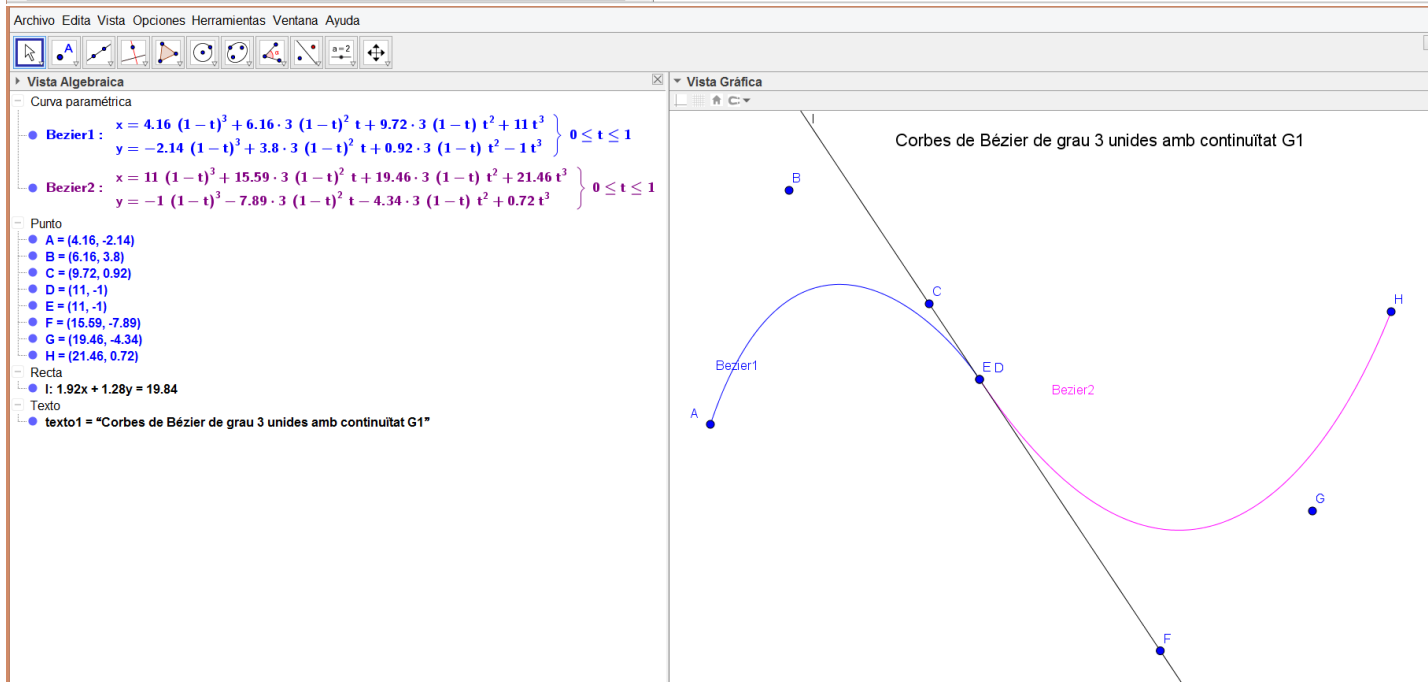 Archivo Edita Vista Opciones Herramientas Ventana Ayuda
A
a=2
Vista Algebraica
Curva paramétrica
Bezier1 : x = 4.16 (1 − t)³ + 6.16 · 3 (1 − t)² t + 9.72 · 3 (1 − t) t² + 11 t³
y = −2.14 (1 − t)³ + 3.8 · 3 (1 − t)² t + 0.92 · 3 (1 − t) t² − 1 t³ } 0 ≤ t ≤ 1
Bezier2 : x = 11 (1 − t)³ + 15.59 · 3 (1 − t)² t + 19.46 · 3 (1 − t) t² + 21.46 t³
y = −1 (1 − t)³ − 7.89 · 3 (1 − t)² t − 4.34 · 3 (1 − t) t² + 0.72 t³ } 0 ≤ t ≤ 1
Punto
A = (4.16, -2.14)
B = (6.16, 3.8)
C = (9.72, 0.92)
D = (11, -1)
E = (11, -1)
F = (15.59, -7.89)
G = (19.46, -4.34)
H = (21.46, 0.72)
Recta
l: 1.92x + 1.28y = 19.84
Texto
texto1 = “Corbes de Bézier de grau 3 unides amb continuïtat G1”
Vista Gráfica
l
Corbes de Bézier de grau 3 unides amb continuïtat G1
B
C
H
Bezier1
E D
Bezier2
A
G
F